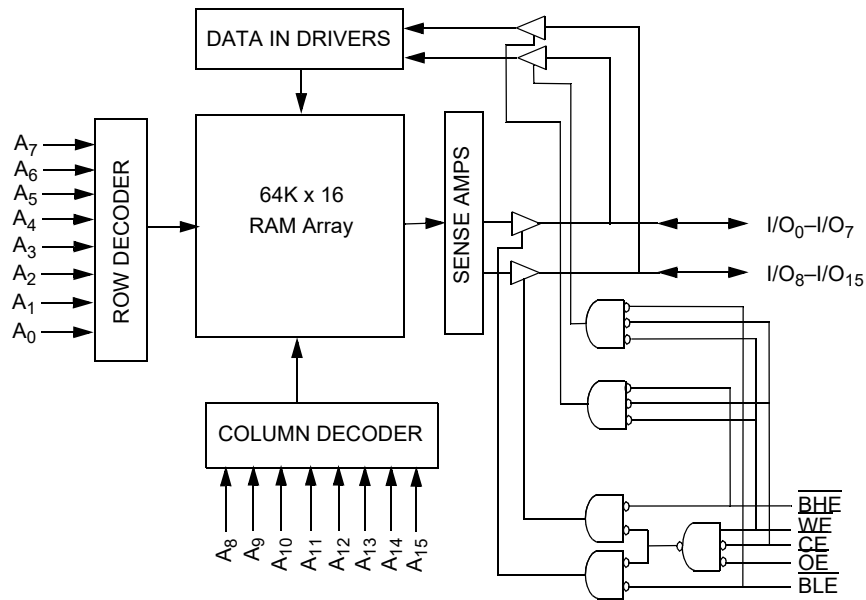 DATA IN DRIVERS
A7
A6
A5
A4
A3
A2
A1
A0
ROW DECODER
64K x 16
RAM Array
SENSE AMPS
I/O0–I/O7
I/O8–I/O15
COLUMN DECODER
A8
A9
A10
A11
A12
A13
A14
A15
BHE
WE
CE
OE
BLE